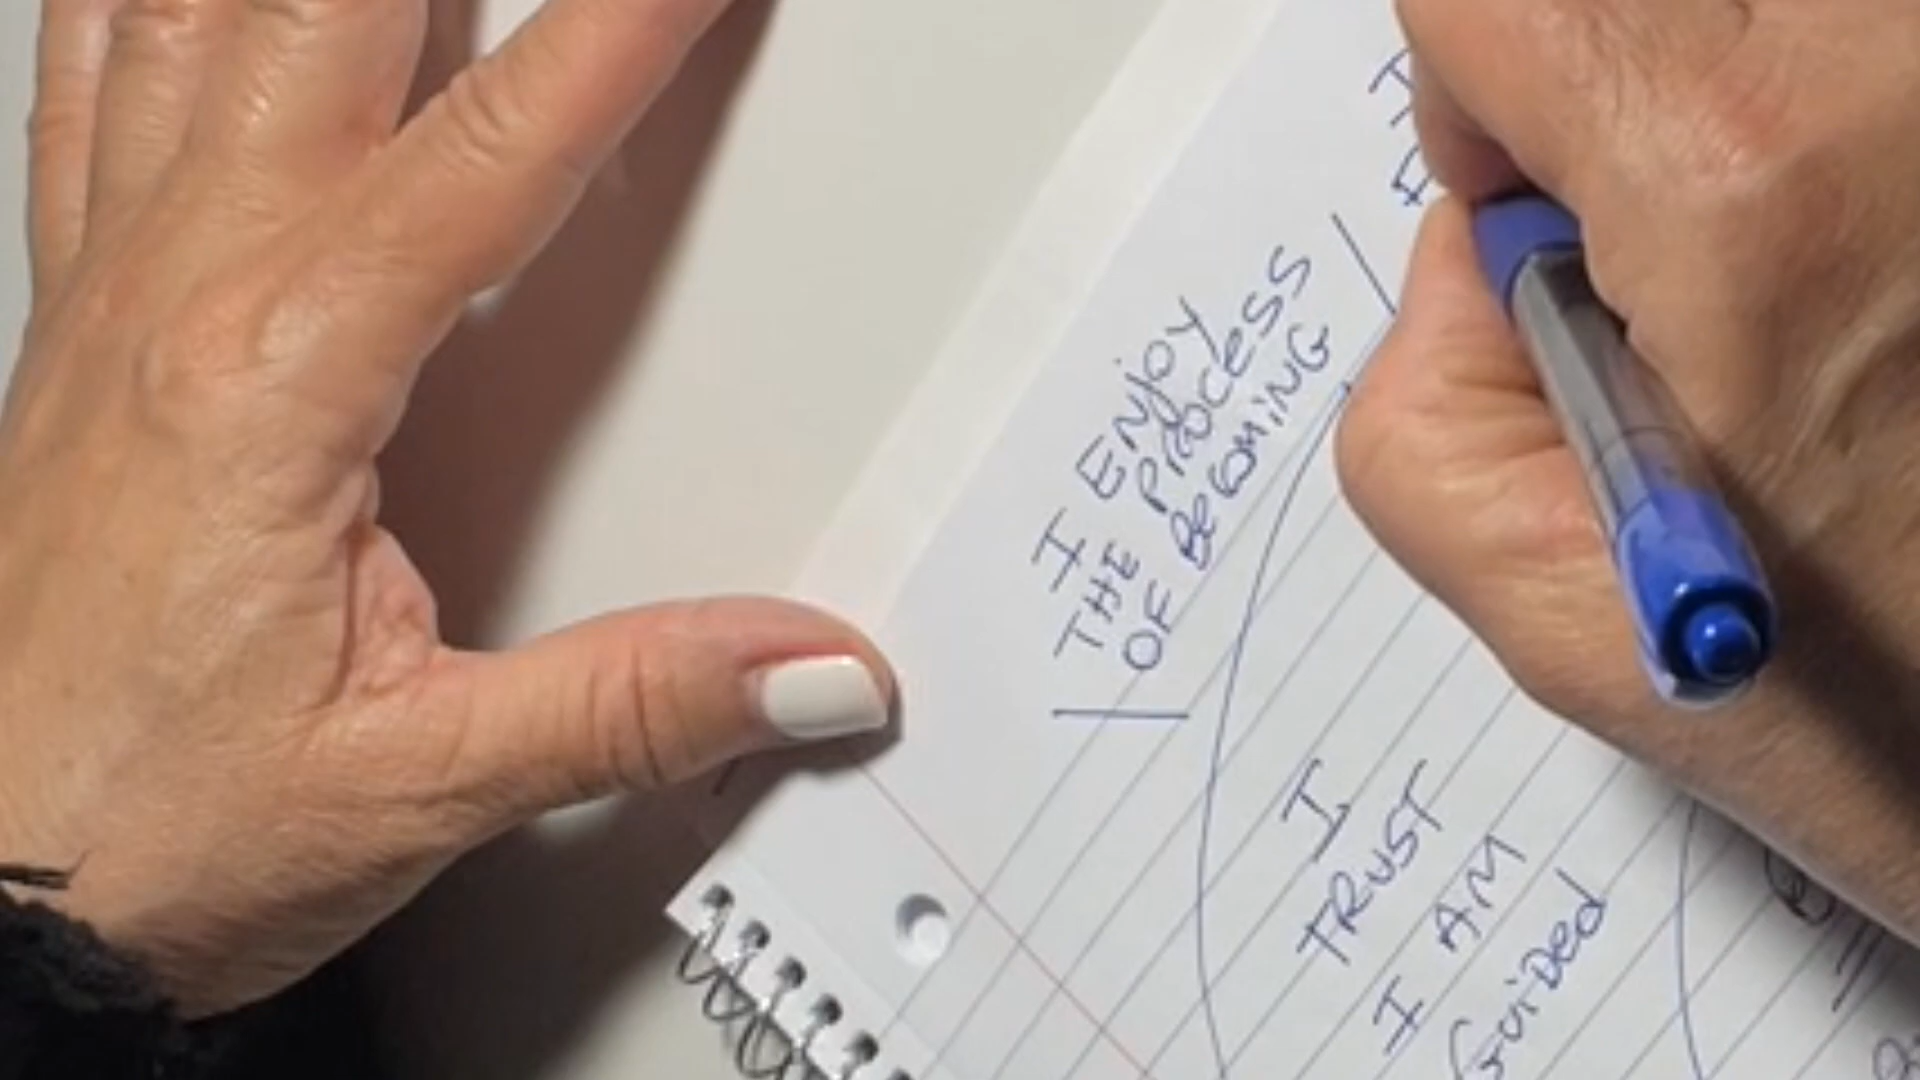 I ENjoy
THE PROCESS
OF BECOMING
I
TRUST
I AM
GUIDED